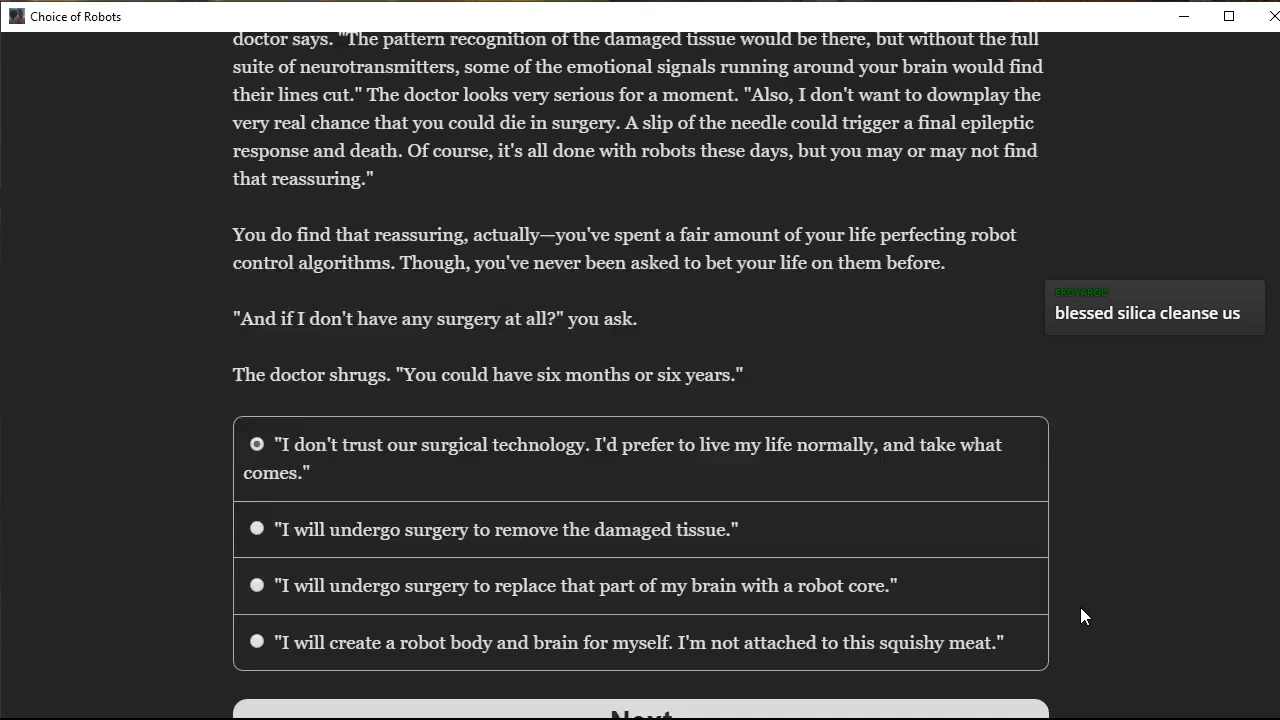 Choice of Robots
doctor says. "The pattern recognition of the damaged tissue would be there, but without the full
suite of neurotransmitters, some of the emotional signals running around your brain would find
their lines cut." The doctor looks very serious for a moment. "Also, I don't want to downplay the
very real chance that you could die in surgery. A slip of the needle could trigger a final epileptic
response and death. Of course, it's all done with robots these days, but you may or may not find
that reassuring."
You do find that reassuring, actually—you've spent a fair amount of your life perfecting robot
control algorithms. Though, you've never been asked to bet your life on them before.
"And if I don't have any surgery at all?" you ask.
The doctor shrugs. "You could have six months or six years."
"I don't trust our surgical technology. I'd prefer to live my life normally, and take what
comes."
"I will undergo surgery to remove the damaged tissue."
"I will undergo surgery to replace that part of my brain with a robot core."
"I will create a robot body and brain for myself. I'm not attached to this squishy meat."
Next
blessed silica cleanse us